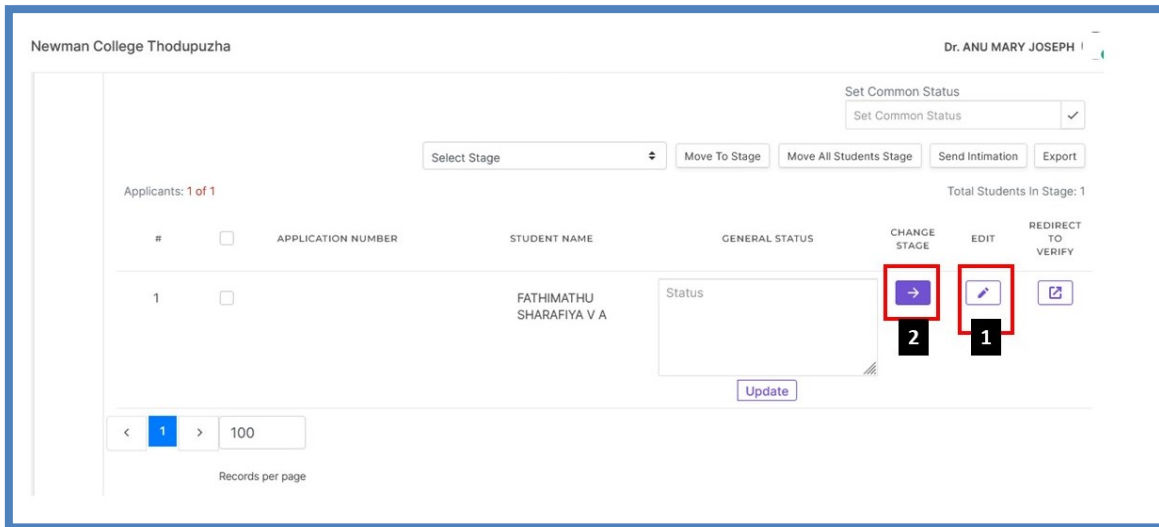 Newman College Thodupuzha
Dr. ANU MARY JOSEPH
Set Common Status
Set Common Status
Select Stage
Move To Stage
Move All Students Stage
Send Intimation
Export
Applicants: 1 of 1
Total Students In Stage: 1
#
APPLICATION NUMBER
STUDENT NAME
GENERAL STATUS
CHANGE
STAGE
EDIT
REDIRECT
TO
VERIFY
1
FATHIMATHU
SHARAFIYA V A
Status
2
1
Update
< 1 > 100
Records per page